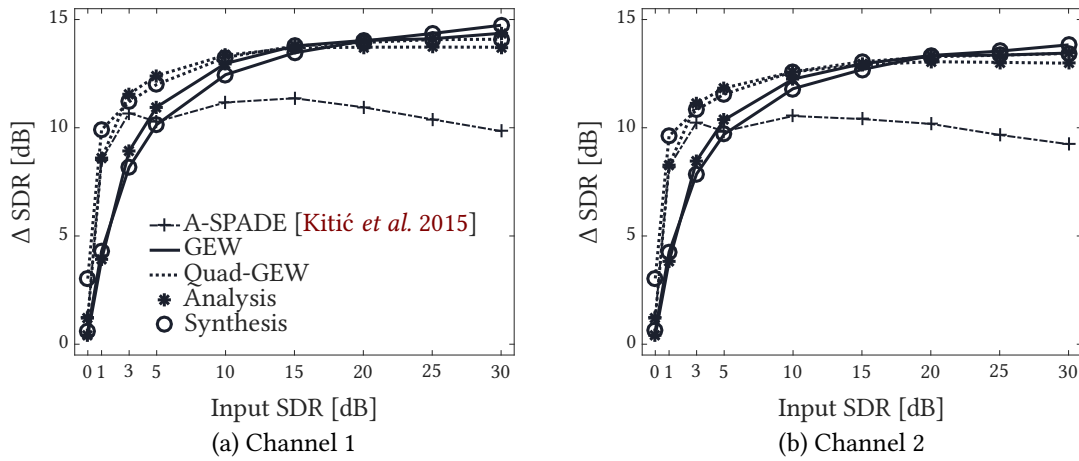 15
10
5
0
Δ SDR [dB]
A-SPADE [Kitić et al. 2015]
GEW
Quad-GEW
Analysis
Synthesis
0 1 3 5 10 15 20 25 30
Input SDR [dB]
(a) Channel 1
15
10
5
0
Δ SDR [dB]
0 1 3 5 10 15 20 25 30
Input SDR [dB]
(b) Channel 2